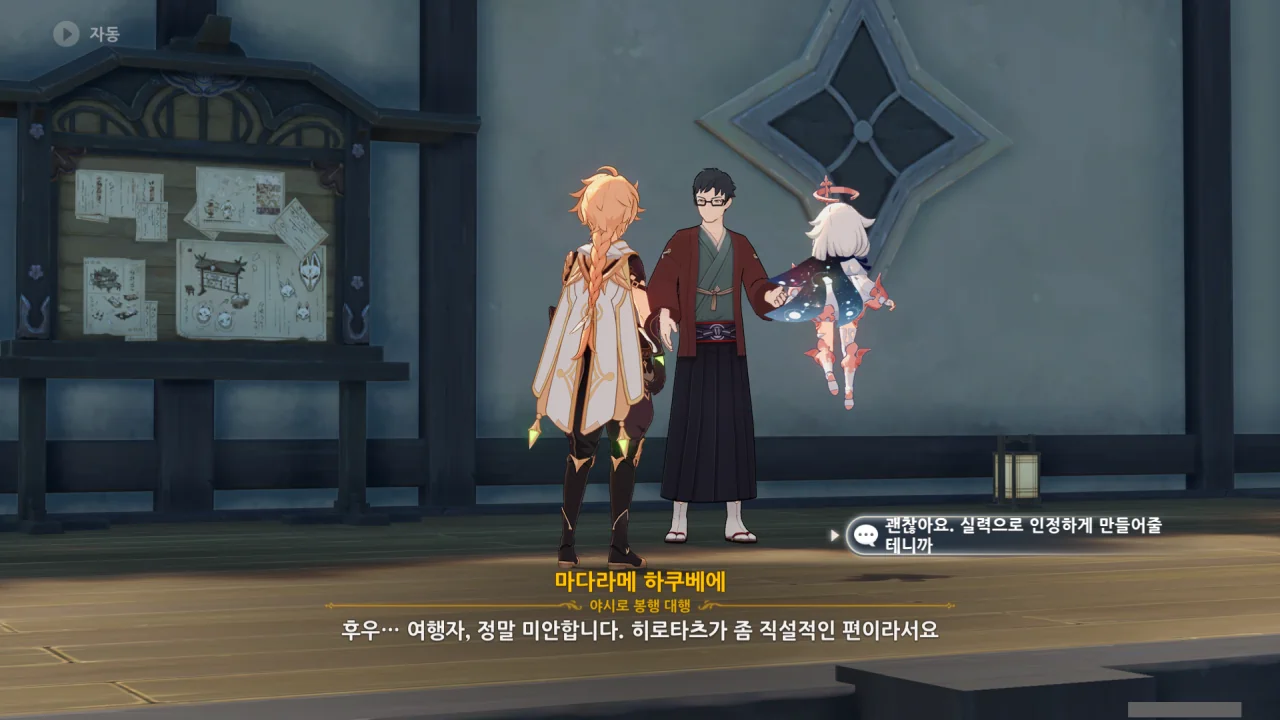 자동
괜찮아요. 실력으로 인정하게 만들어줄
테니까
마다라메 하쿠베에
야시로 봉행 대행
후우… 여행자, 정말 미안합니다. 히로타츠가 좀 직설적인 편이라서요